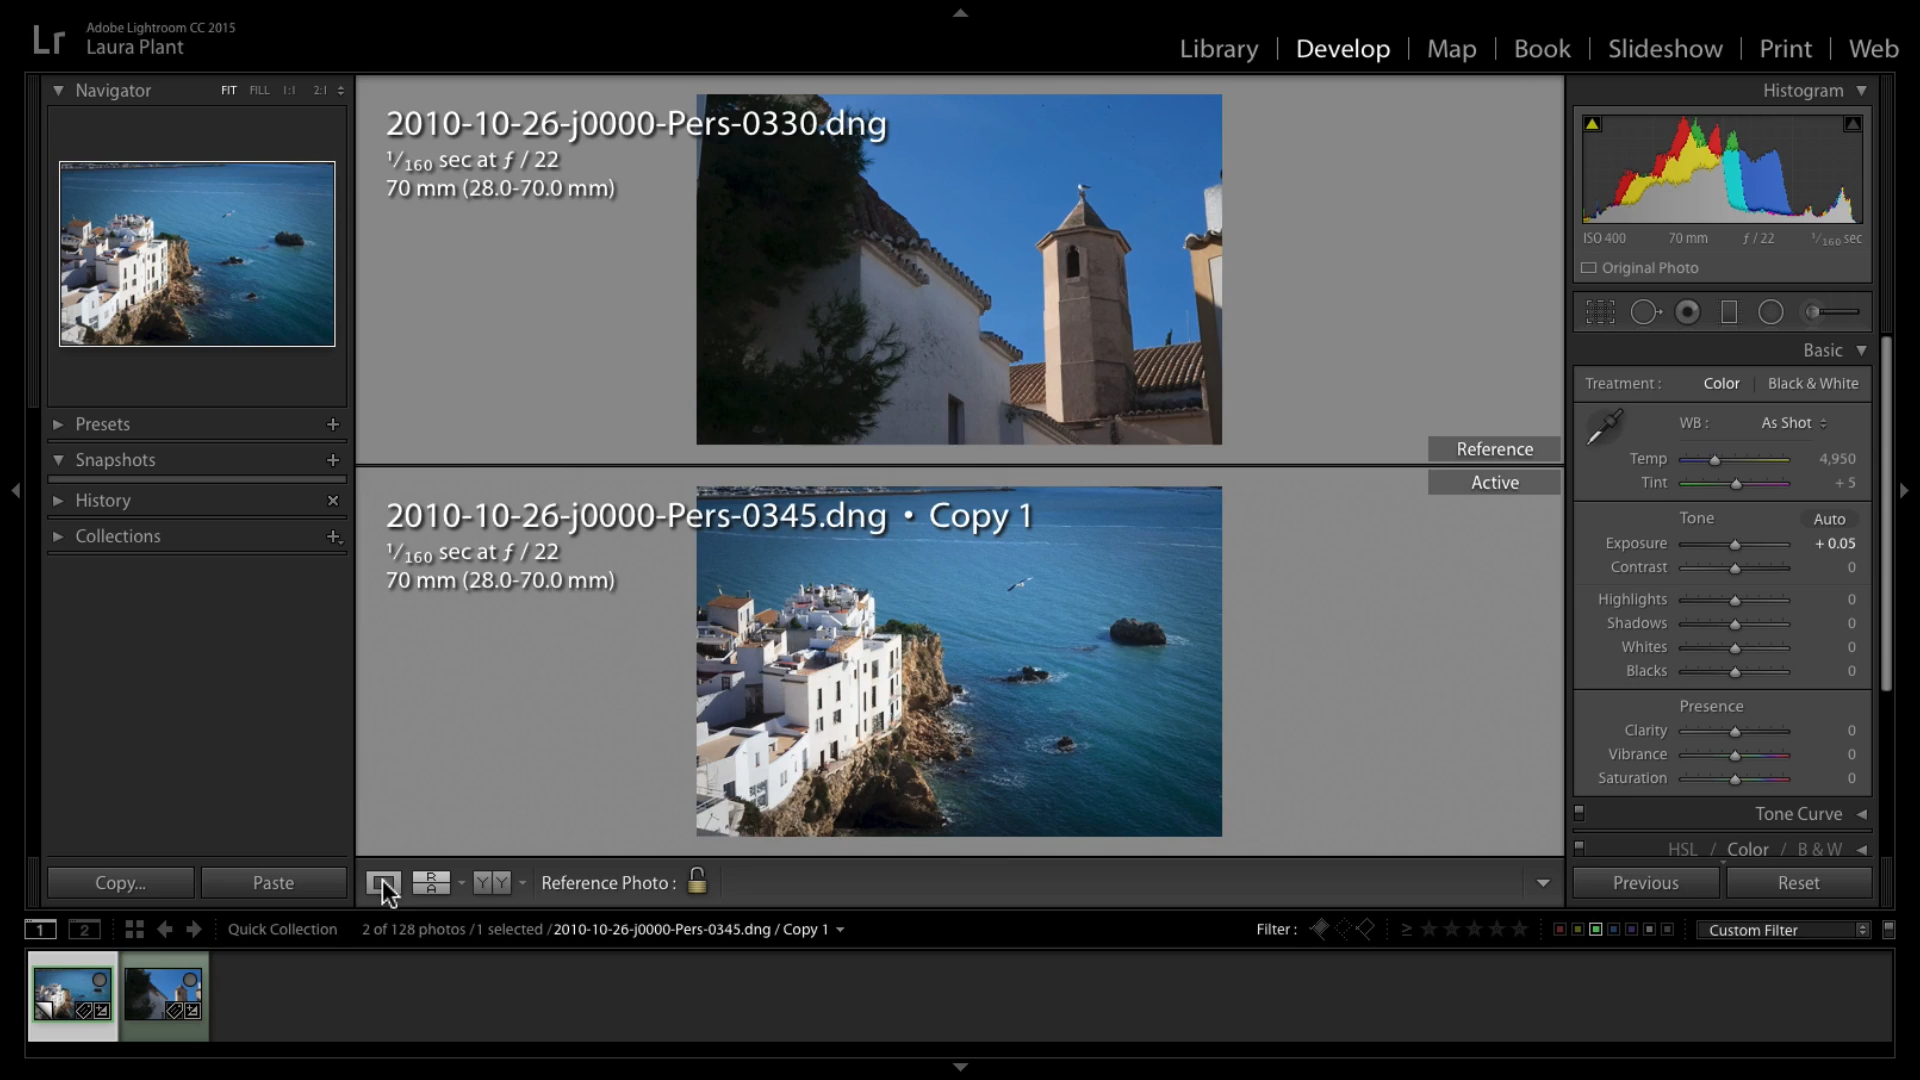 Lr
Adobe Lightroom CC 2015
Laura Plant
Library | Develop | Map | Book | Slideshow | Print | Web
Navigator FIT FILL 1:1 2:1
Presets
Snapshots
History
Collections
Copy... Paste
2010-10-26-j0000-Pers-0330.dng
1/160 sec at ƒ / 22
70 mm (28.0-70.0 mm)
Reference
Active
2010-10-26-j0000-Pers-0345.dng • Copy 1
1/160 sec at ƒ / 22
70 mm (28.0-70.0 mm)
R A Y Y Reference Photo :
Histogram
ISO 400 70 mm ƒ / 22 1/160 sec
Original Photo
Basic
Treatment : Color | Black & White
WB : As Shot
Temp 4,950
Tint + 5
Tone Auto
Exposure + 0.05
Contrast 0
Highlights 0
Shadows 0
Whites 0
Blacks 0
Presence
Clarity 0
Vibrance 0
Saturation 0
Tone Curve
HSL / Color / B & W
Previous Reset
1 2 Quick Collection 2 of 128 photos /1 selected /2010-10-26-j0000-Pers-0345.dng / Copy 1 Filter : ≥ Custom Filter